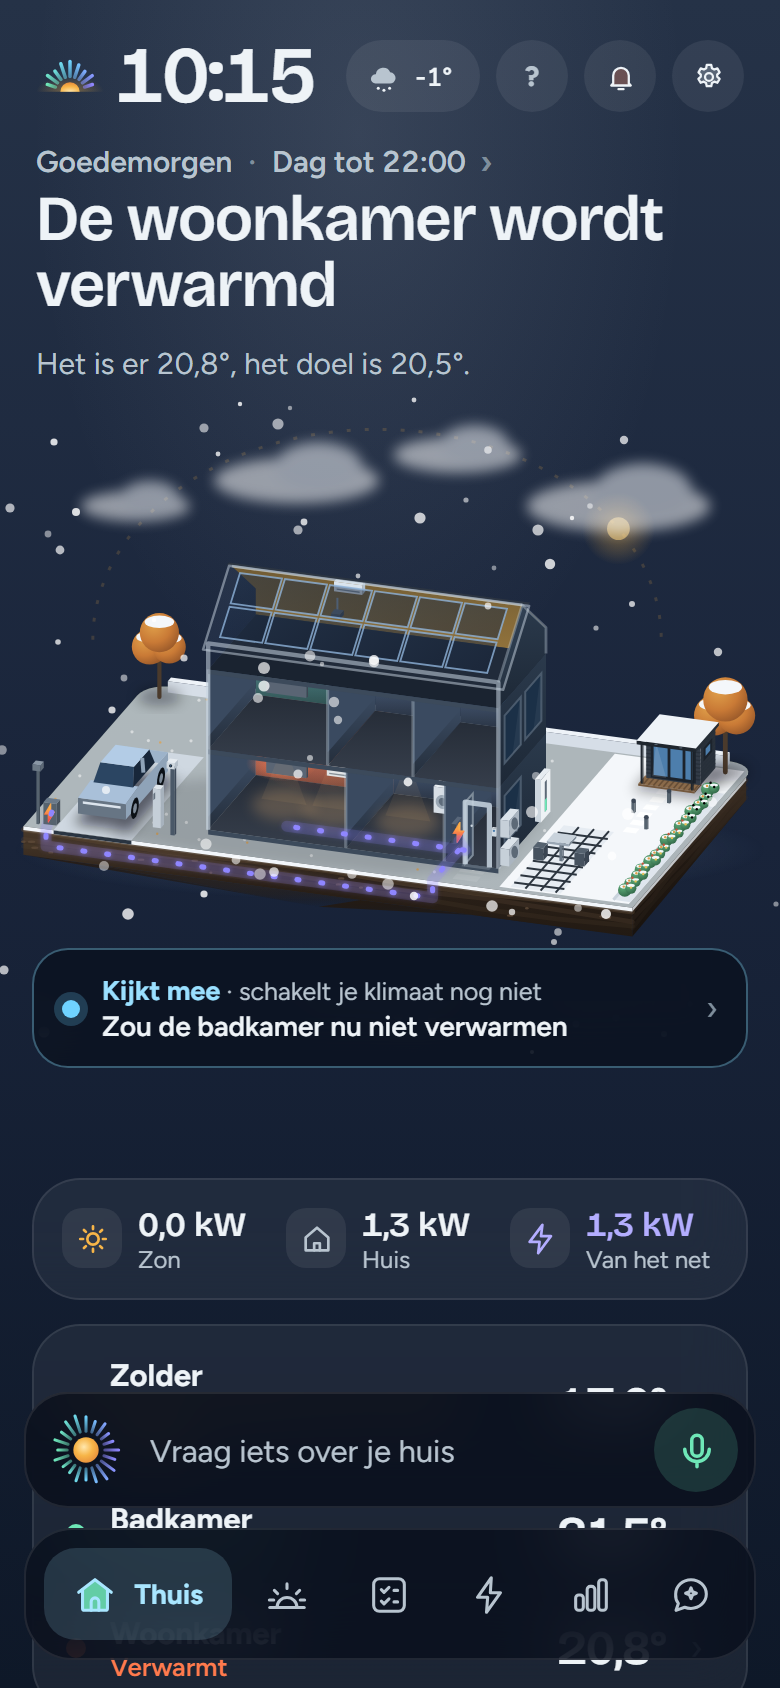 10:15
-1°
?
Goedemorgen · Dag tot 22:00 ›
De woonkamer wordt
verwarmd
Het is er 20,8°, het doel is 20,5°.
Kijkt mee · schakelt je klimaat nog niet
Zou de badkamer nu niet verwarmen
0,0 kW
Zon
1,3 kW
Huis
1,3 kW
Van het net
Zolder
Vraag iets over je huis
Badkamer
Thuis
Woonkamer
20,8°
Verwarmt